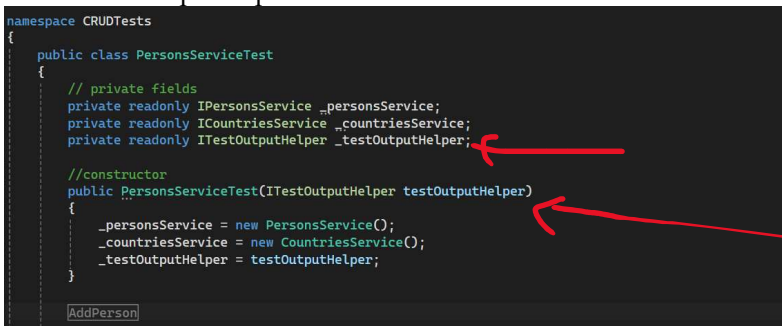 namespace CRUDTests
{
public class PersonsServiceTest
{
// private fields
private readonly IPersonsService _personsService;
private readonly ICountriesService _countriesService;
private readonly ITestOutputHelper _testOutputHelper;
//constructor
public PersonsServiceTest(ITestOutputHelper testOutputHelper)
{
_personsService = new PersonsService();
_countriesService = new CountriesService();
_testOutputHelper = testOutputHelper;
}
AddPerson